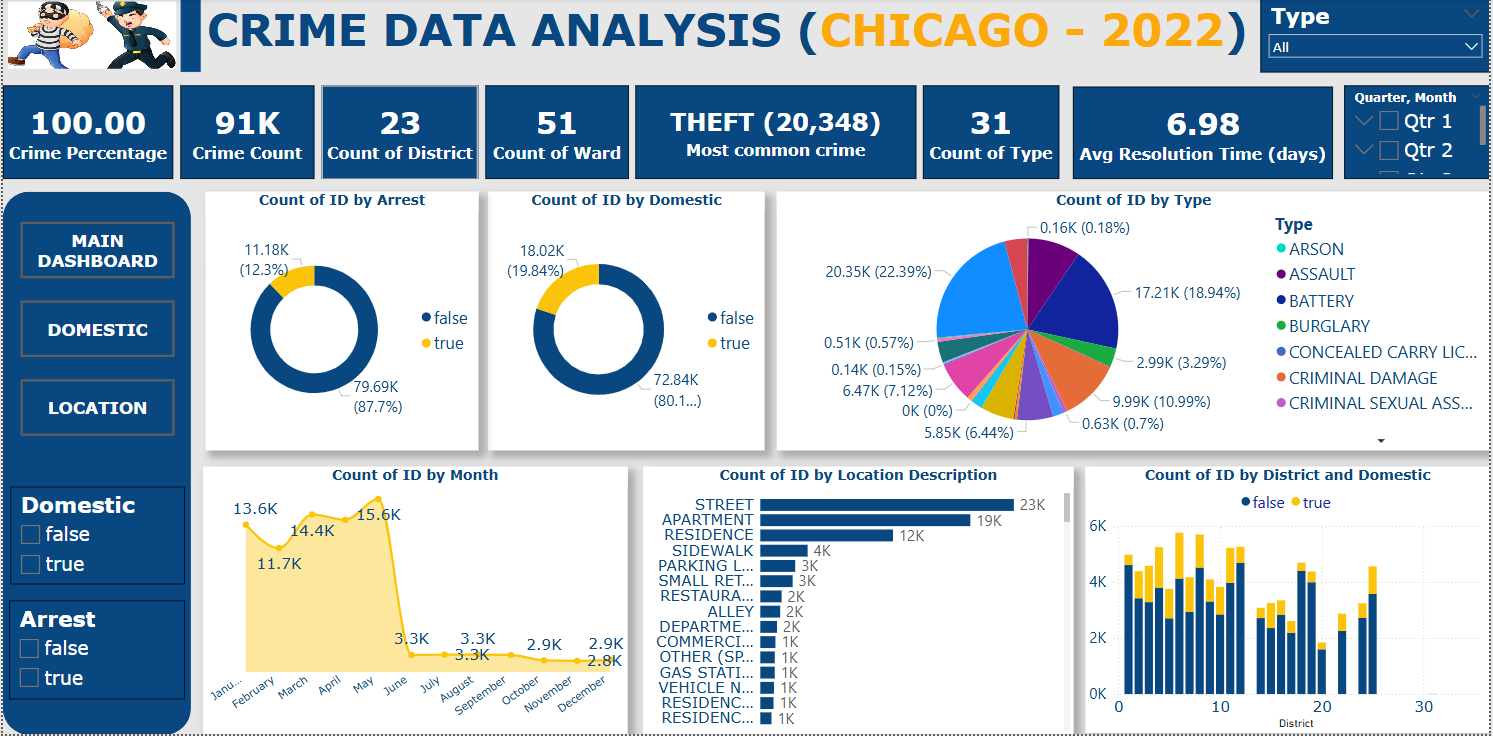 CRIME DATA ANALYSIS (CHICAGO - 2022)
Type
All
100.00
Crime Percentage
91K
Crime Count
23
Count of District
51
Count of Ward
THEFT (20,348)
Most common crime
31
Count of Type
6.98
Avg Resolution Time (days)
Quarter, Month
Qtr 1
Qtr 2
MAIN
DASHBOARD
DOMESTIC
LOCATION
Domestic
false
true
Arrest
false
true
Count of ID by Arrest
11.18K
(12.3%)
79.69K
(87.7%)
false
true
Count of ID by Domestic
18.02K
(19.84%)
72.84K
(80.1...)
false
true
Count of ID by Type
0.16K (0.18%)
20.35K (22.39%)
17.21K (18.94%)
0.51K (0.57%)
2.99K (3.29%)
0.14K (0.15%)
6.47K (7.12%)
9.99K (10.99%)
0K (0%)
0.63K (0.7%)
5.85K (6.44%)
Type
ARSON
ASSAULT
BATTERY
BURGLARY
CONCEALED CARRY LIC...
CRIMINAL DAMAGE
CRIMINAL SEXUAL ASS...
Count of ID by Month
13.6K
11.7K
14.4K
15.6K
3.3K
3.3K
3.3K
2.9K
2.9K
2.8K
Janu...
February
March
April
May
June
July
August
September
October
November
December
Count of ID by Location Description
STREET 23K
APARTMENT 19K
RESIDENCE 12K
SIDEWALK 4K
PARKING L... 3K
SMALL RET... 3K
RESTAURA... 2K
ALLEY 2K
DEPARTME... 2K
COMMERCI... 1K
OTHER (SP... 1K
GAS STATI... 1K
VEHICLE N... 1K
RESIDENC... 1K
RESIDENC... 1K
Count of ID by District and Domestic
false true
6K
4K
2K
0K
0 10 20 30
District